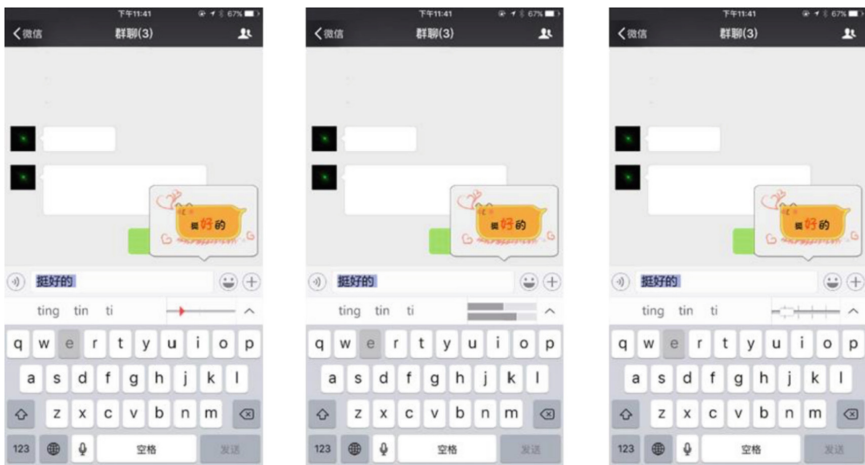 下午11:41 67%
微信 群聊(3)
挺好的
挺好的
ting tin ti
q w e r t y u i o p
a s d f g h j k l
z x c v b n m
123 空格 发送
下午11:41 67%
微信 群聊(3)
挺好的
挺好的
ting tin ti
q w e r t y u i o p
a s d f g h j k l
z x c v b n m
123 空格 发送
下午11:41 67%
微信 群聊(3)
挺好的
挺好的
ting tin ti
q w e r t y u i o p
a s d f g h j k l
z x c v b n m
123 空格 发送